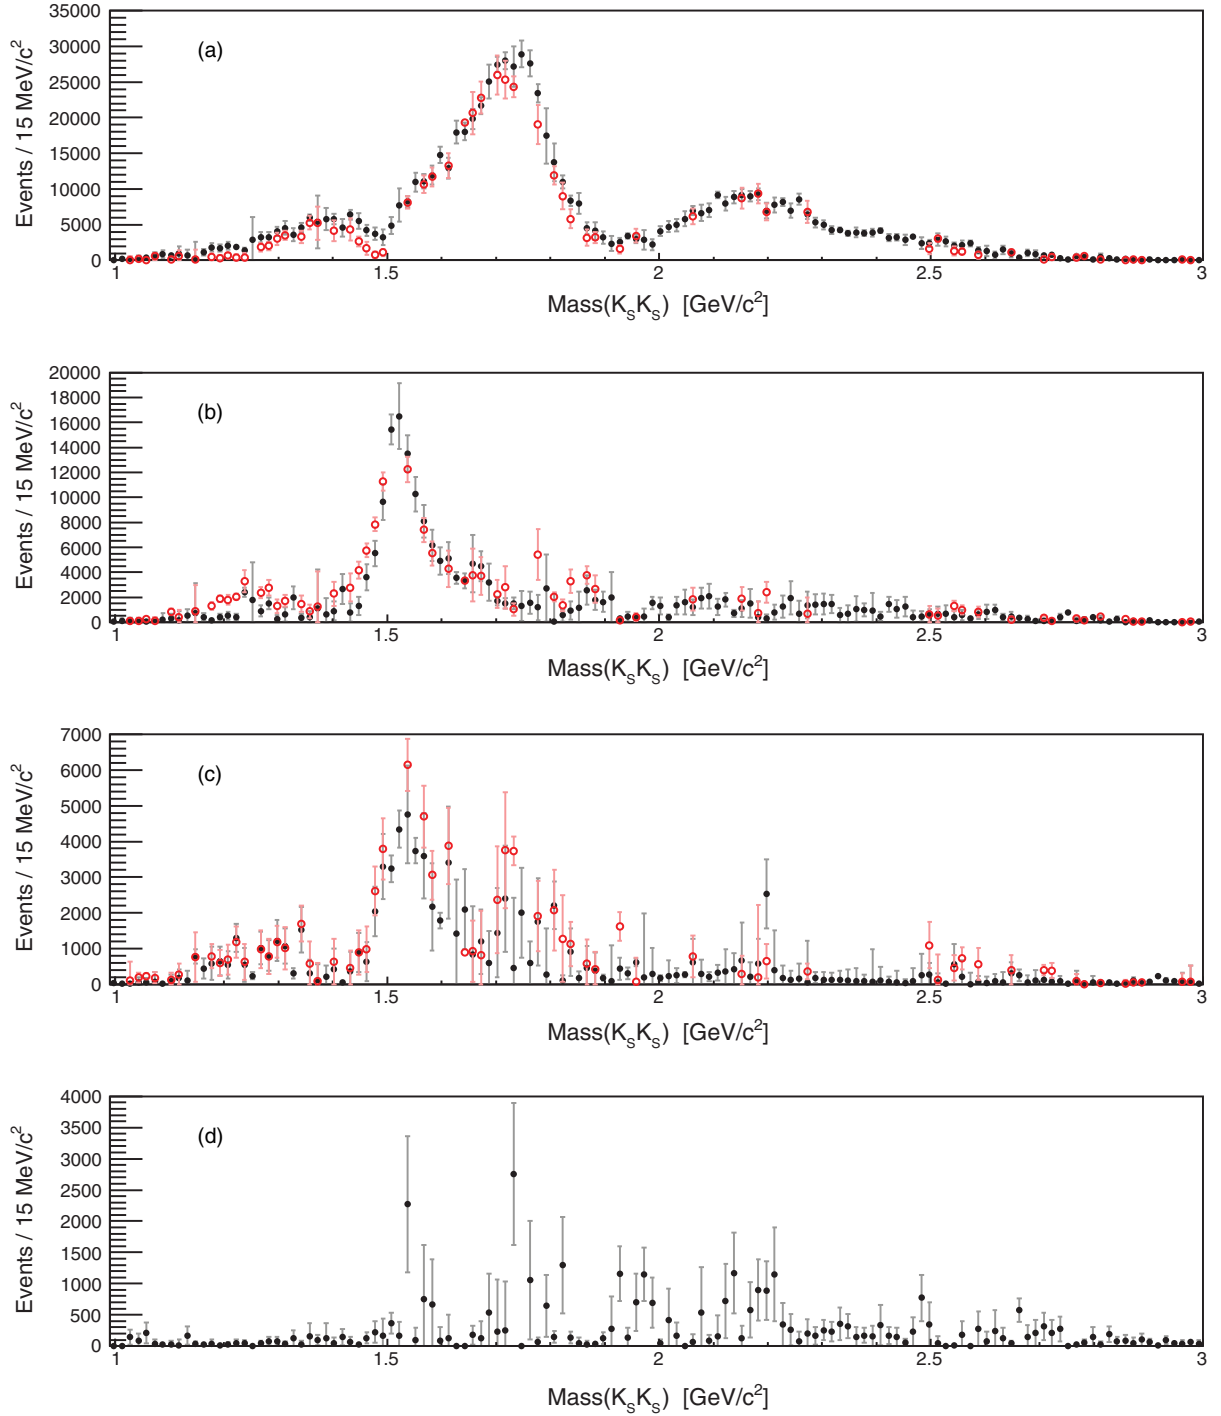 35000
30000
25000
20000
15000
10000
5000
0
Events / 15 MeV/c²
(a)
1 1.5 2 2.5 3
Mass(KₛKₛ) [GeV/c²]
20000
18000
16000
14000
12000
10000
8000
6000
4000
2000
0
Events / 15 MeV/c²
(b)
1 1.5 2 2.5 3
Mass(KₛKₛ) [GeV/c²]
7000
6000
5000
4000
3000
2000
1000
0
Events / 15 MeV/c²
(c)
1 1.5 2 2.5 3
Mass(KₛKₛ) [GeV/c²]
4000
3500
3000
2500
2000
1500
1000
500
0
Events / 15 MeV/c²
(d)
1 1.5 2 2.5 3
Mass(KₛKₛ) [GeV/c²]